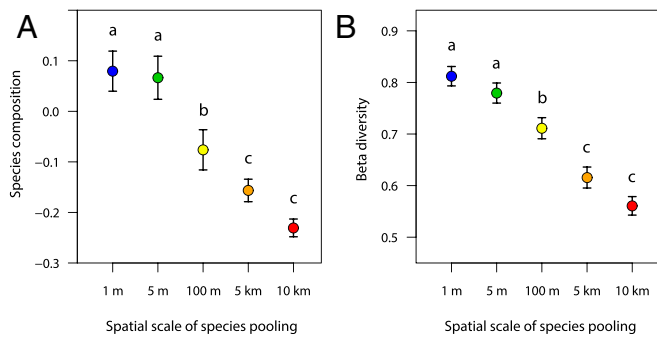 A
a
a
b
c
c
0.1
0.0
−0.1
−0.2
−0.3
Species composition
1 m 5 m 100 m 5 km 10 km
Spatial scale of species pooling
B
a
a
b
c
c
0.9
0.8
0.7
0.6
0.5
Beta diversity
1 m 5 m 100 m 5 km 10 km
Spatial scale of species pooling